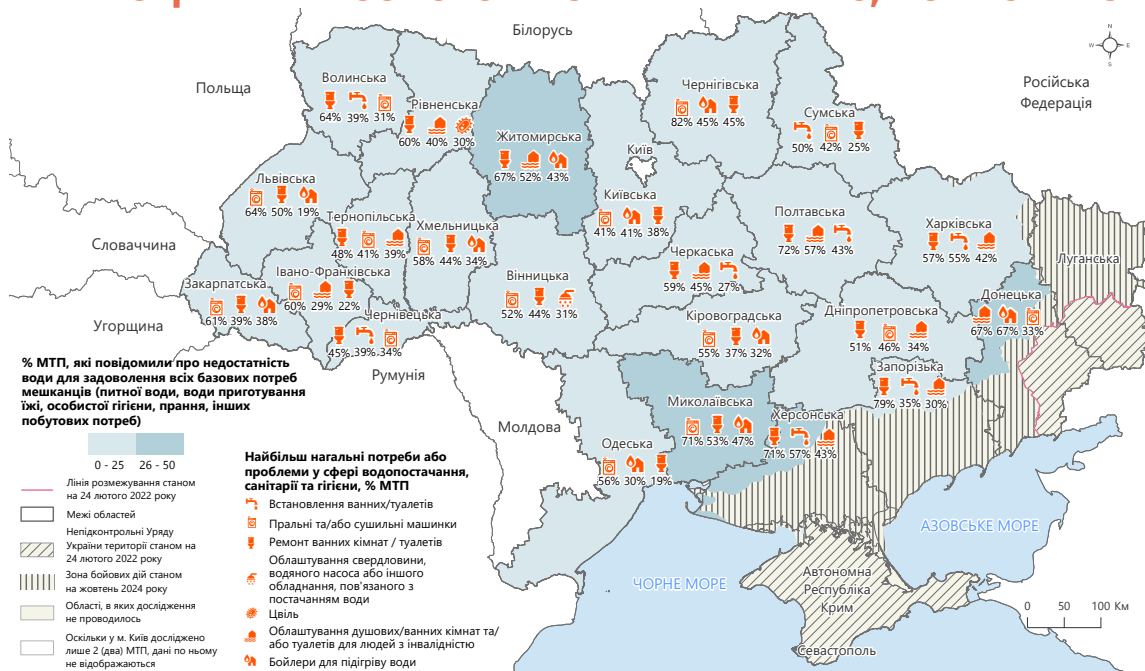 Білорусь
N
W
E
S
Польща
Російська
Федерація
Волинська
64% 39% 31%
Рівненська
60% 40% 30%
Житомирська
67% 52% 43%
Чернігівська
82% 45% 45%
Сумська
50% 42% 25%
Київ
Київська
41% 41% 38%
Львівська
64% 50% 19%
Тернопільська
48% 41% 39%
Хмельницька
58% 44% 34%
Полтавська
72% 57% 43%
Харківська
57% 55% 42%
Луганська
Словаччина
Черкаська
59% 45% 27%
Вінницька
52% 44% 31%
Івано-Франківська
60% 29% 22%
Закарпатська
61% 39% 38%
Чернівецька
45% 39% 34%
Кіровоградська
55% 37% 32%
Дніпропетровська
51% 46% 34%
Донецька
67% 67% 33%
Угорщина
Румунія
Запорізька
79% 35% 30%
Миколаївська
71% 53% 47%
Херсонська
71% 57% 43%
Молдова
Одеська
56% 30% 19%
% МТП, які повідомили про недостатність
води для задоволення всіх базових потреб
мешканців (питної води, води приготування
їжі, особистої гігієни, прання, інших
побутових потреб)
0 - 25 26 - 50
Лінія розмежування станом
на 24 лютого 2022 року
Межі областей
Непідконтрольні Уряду
України території станом на
24 лютого 2022 року
Зона бойових дій станом
на жовтень 2024 року
Області, в яких дослідження
не проводилось
Оскільки у м. Київ досліджено
лише 2 (два) МТП, дані по ньому
не відображаються
Найбільш нагальні потреби або
проблеми у сфері водопостачання,
санітарії та гігієни, % МТП
Встановлення ванних/туалетів
Пральні та/або сушильні машинки
Ремонт ванних кімнат / туалетів
Облаштування свердловини,
водяного насоса або іншого
обладнання, пов'язаного з
постачанням води
Цвіль
Облаштування душових/ванних кімнат та/
або туалетів для людей з інвалідністю
Бойлери для підігріву води
АЗОВСЬКЕ МОРЕ
ЧОРНЕ МОРЕ
Автономна
Республіка
Крим
Севастополь
0 50 100 Км